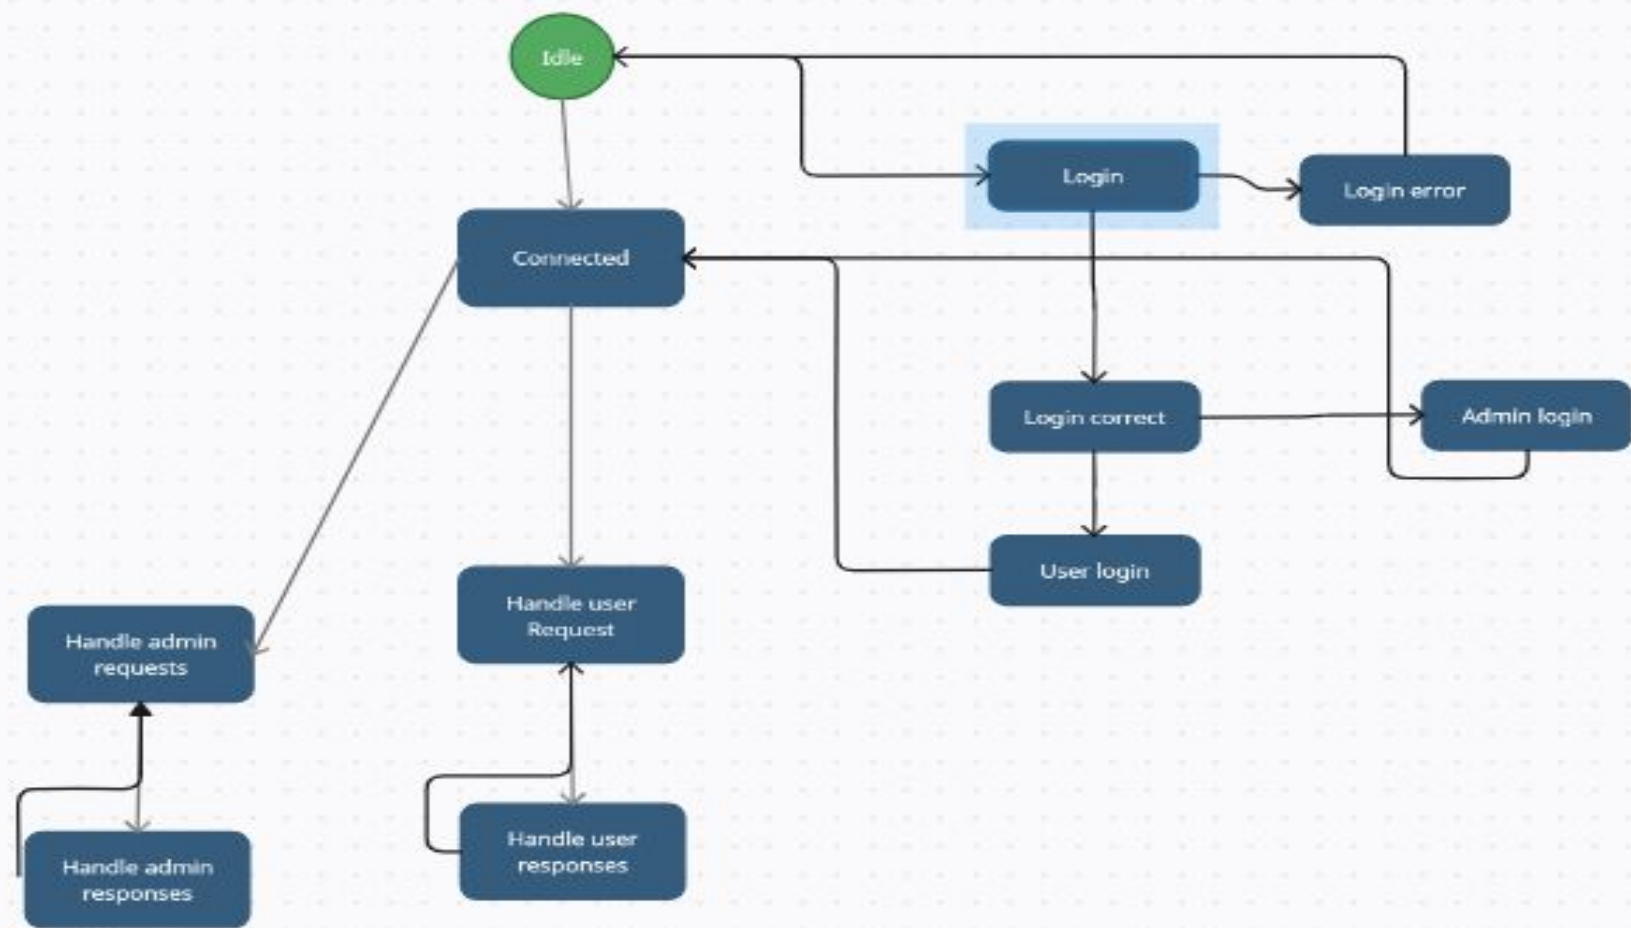 Idle
Login
Login error
Connected
Login correct
Admin login
User login
Handle user
Request
Handle admin
requests
Handle user
responses
Handle admin
responses